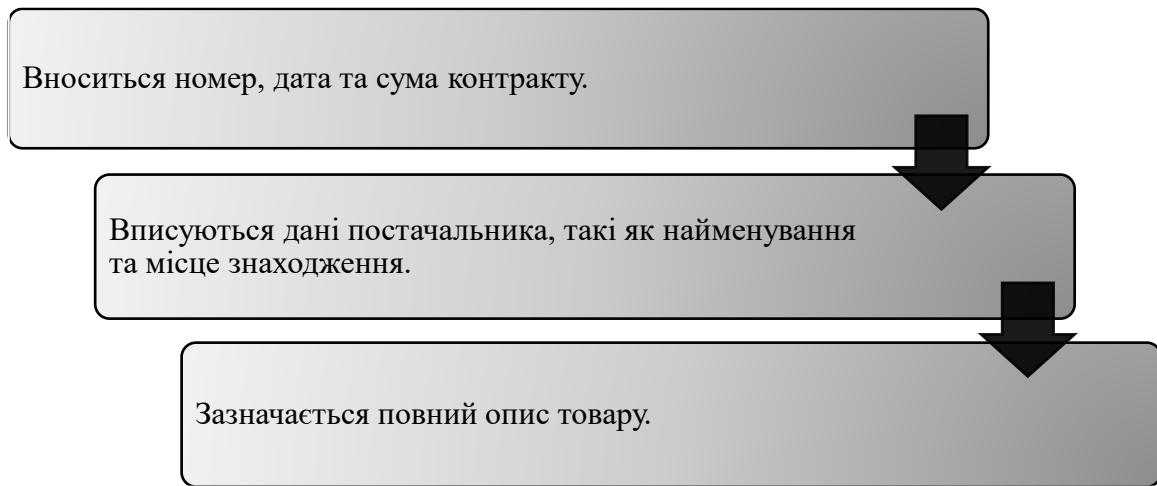 Вноситься номер, дата та сума контракту.
Вписуються дані постачальника, такі як найменування
та місце знаходження.
Зазначається повний опис товару.